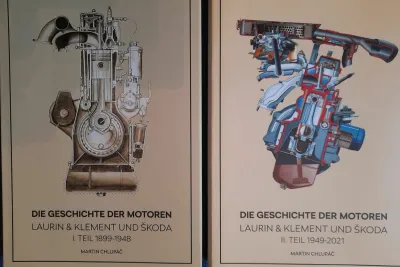 DIE GESCHICHTE DER MOTOREN
LAURIN & KLEMENT UND ŠKODA
I. TEIL 1899-1948
MARTIN CHLUPÁČ
DIE GESCHICHTE DER MOTOREN
LAURIN & KLEMENT UND ŠKODA
II. TEIL 1949-2021
MARTIN CHLUPÁČ